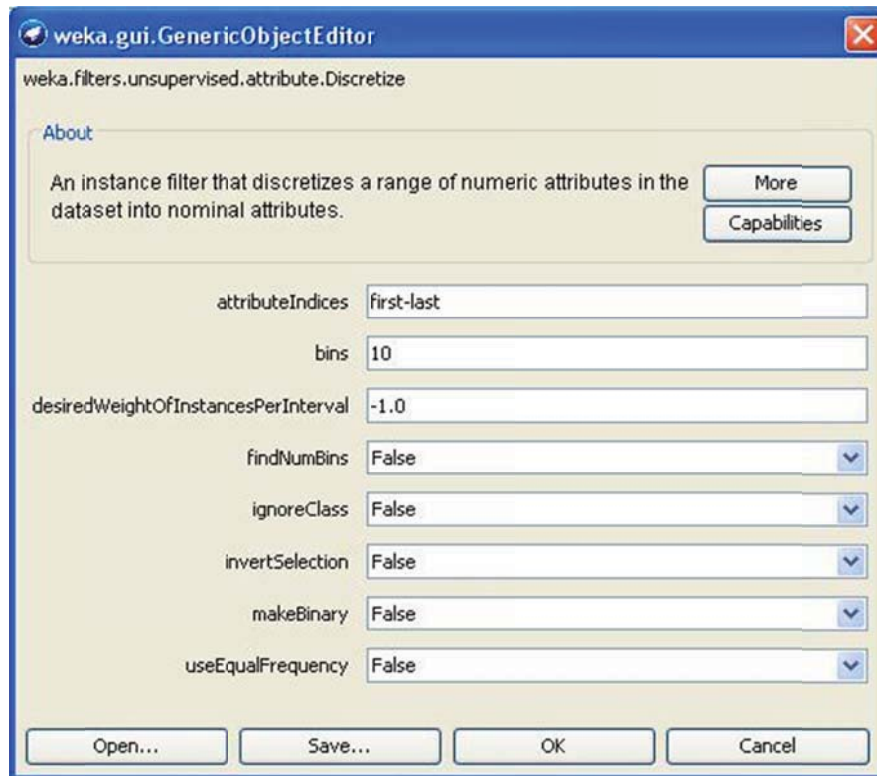 weka.gui.GenericObjectEditor
weka.filters.unsupervised.attribute.Discretize
About
An instance filter that discretizes a range of numeric attributes in the
dataset into nominal attributes.
More
Capabilities
attributeIndices first-last
bins 10
desiredWeightOfInstancesPerInterval -1.0
findNumBins False
ignoreClass False
invertSelection False
makeBinary False
useEqualFrequency False
Open... Save... OK Cancel